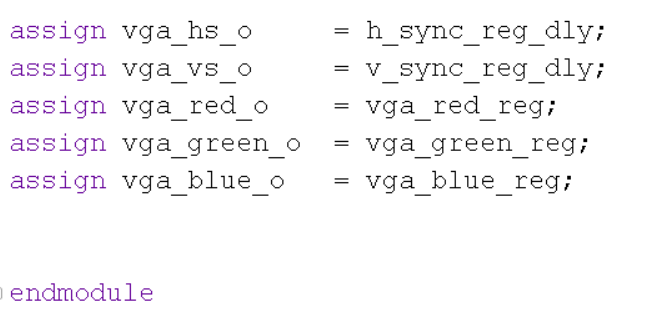 assign vga_hs_o = h_sync_reg_dly;
assign vga_vs_o = v_sync_reg_dly;
assign vga_red_o = vga_red_reg;
assign vga_green_o = vga_green_reg;
assign vga_blue_o = vga_blue_reg;
endmodule